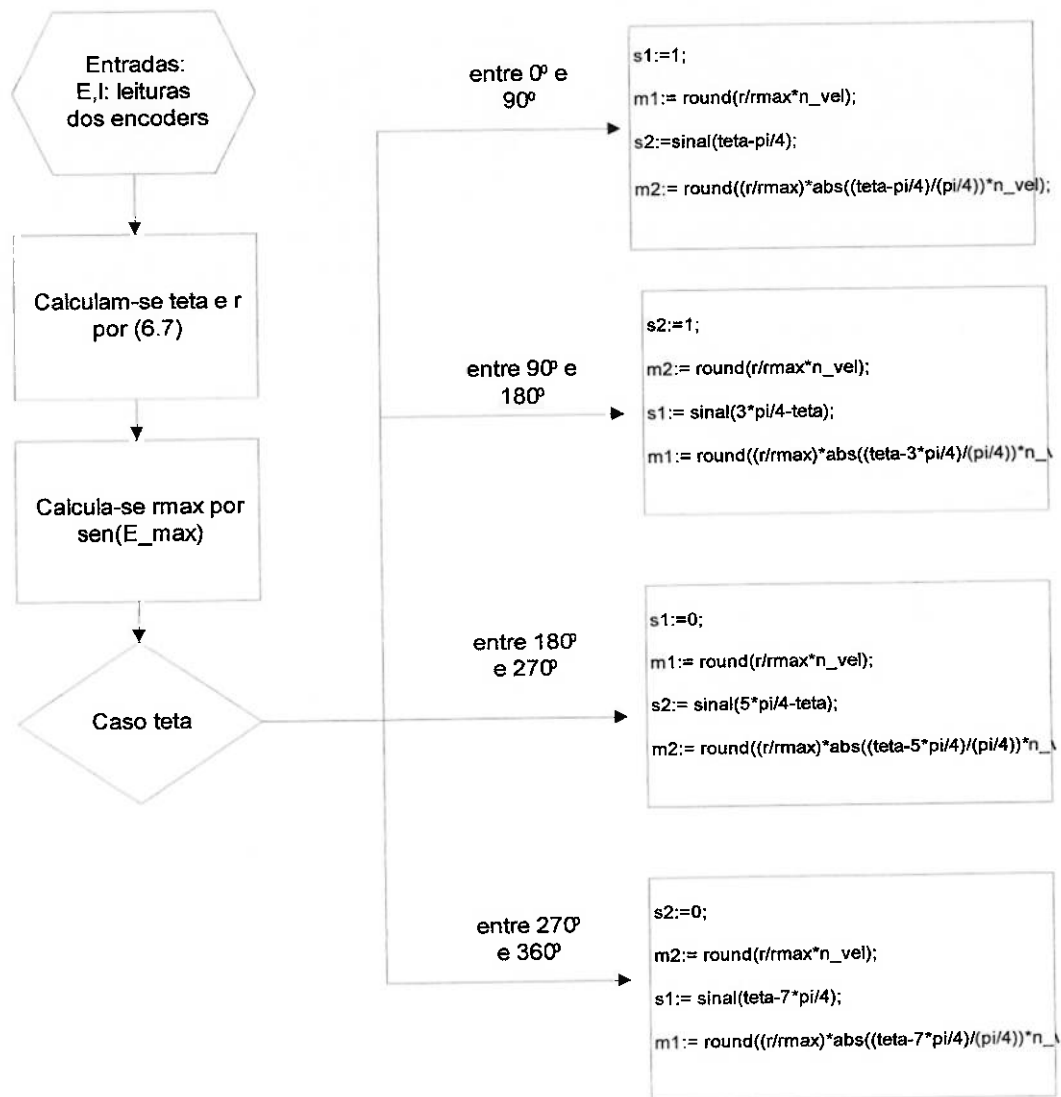 Entradas:
E,I: leituras
dos encoders
Calculam-se teta e r
por (6.7)
Calcula-se rmax por
sen(E_max)
Caso teta
entre 0º e
90º
s1:=1;
m1:= round(r/rmax*n_vel);
s2:=sinal(teta-pi/4);
m2:= round((r/rmax)*abs((teta-pi/4)/(pi/4))*n_vel);
entre 90º e
180º
s2:=1;
m2:= round(r/rmax*n_vel);
s1:= sinal(3*pi/4-teta);
m1:= round((r/rmax)*abs((teta-3*pi/4)/(pi/4))*n_
entre 180º
e 270º
s1:=0;
m1:= round(r/rmax*n_vel);
s2:= sinal(5*pi/4-teta);
m2:= round((r/rmax)*abs((teta-5*pi/4)/(pi/4))*n_
entre 270º
e 360º
s2:=0;
m2:= round(r/rmax*n_vel);
s1:= sinal(teta-7*pi/4);
m1:= round((r/rmax)*abs((teta-7*pi/4)/(pi/4))*n_